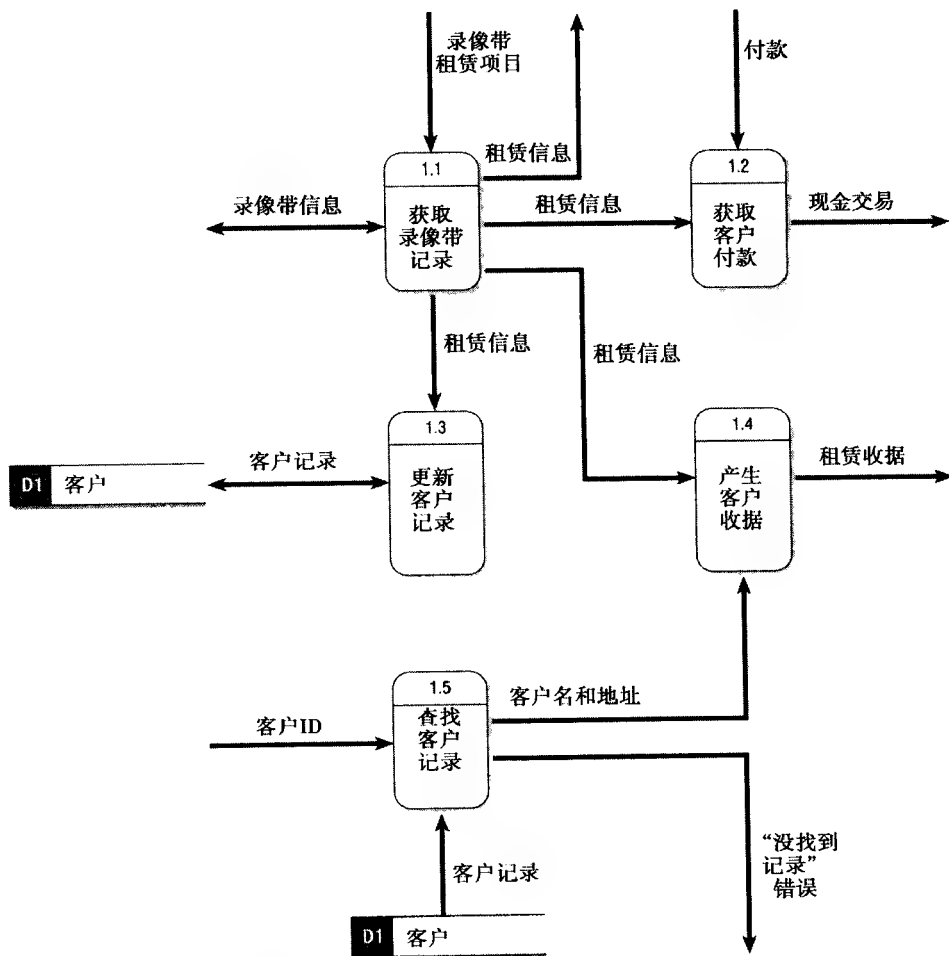 录像带
租赁项目
付款
租赁信息
1.1
获取
录像带
记录
录像带信息
租赁信息
1.2
获取
客户
付款
现金交易
租赁信息
租赁信息
1.3
更新
客户
记录
D1 客户
客户记录
1.4
产生
客户
收据
租赁收据
1.5
查找
客户
记录
客户ID
客户名和地址
“没找到
记录”
错误
客户记录
D1 客户